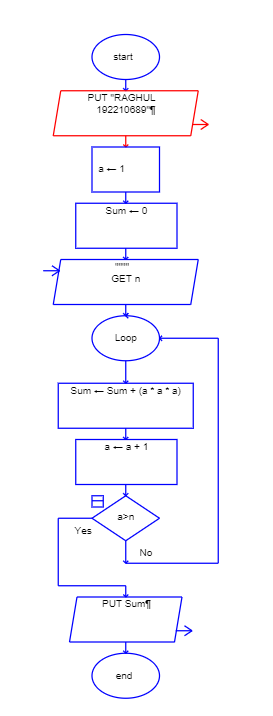 start
PUT "RAGHUL
192210689"¶
a ← 1
Sum ← 0
""""
GET n
Loop
Sum ← Sum + (a * a * a)
a ← a + 1
a>n
Yes
No
PUT Sum¶
end